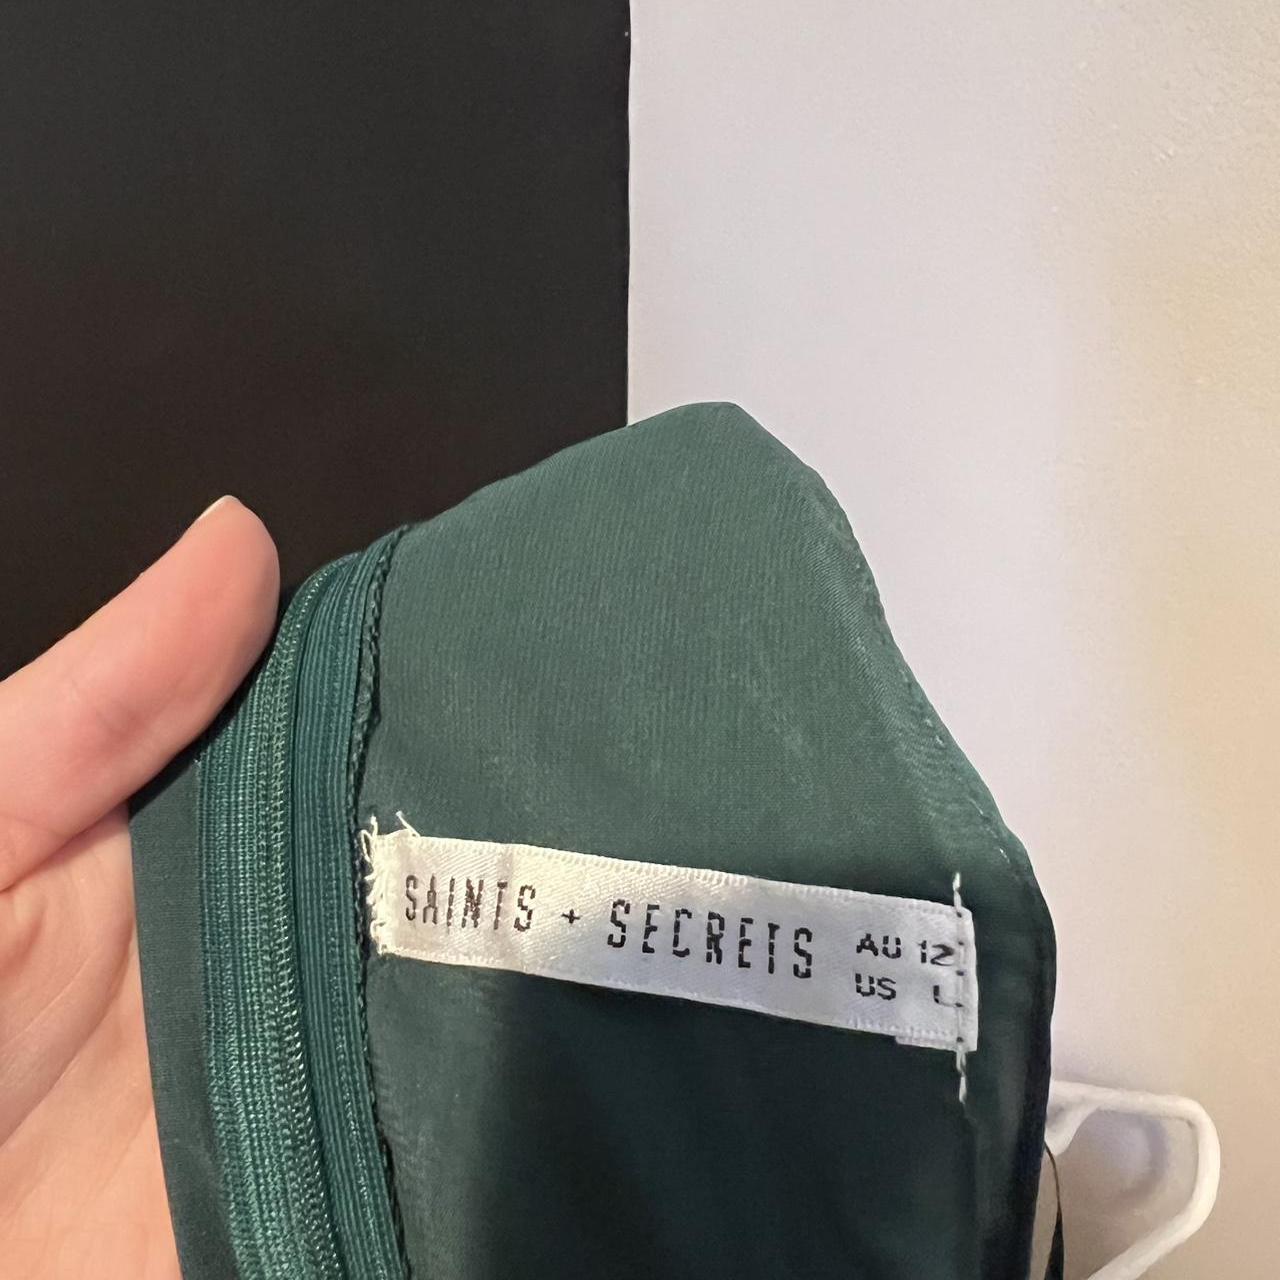 SAINTS + SECRETS
AU 12
US L